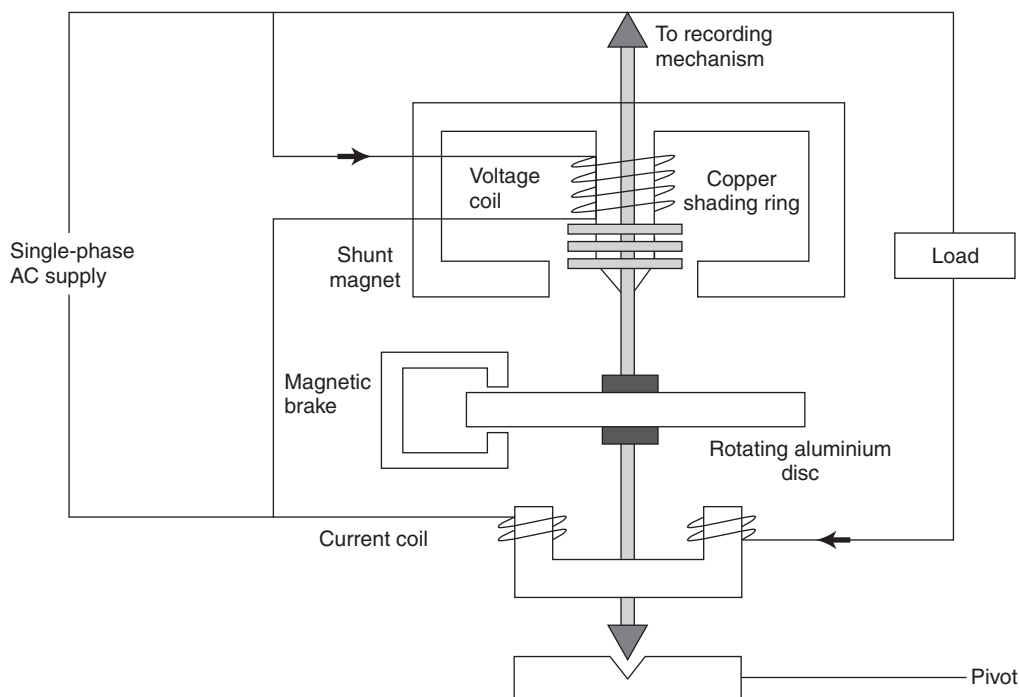 To recording
mechanism
Voltage
coil
Copper
shading ring
Single-phase
AC supply
Shunt
magnet
Load
Magnetic
brake
Rotating aluminium
disc
Current coil
Pivot